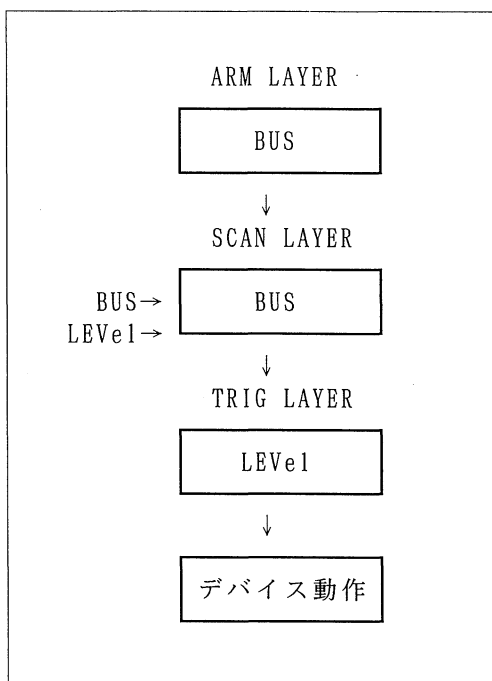 ARM LAYER
BUS
↓
SCAN LAYER
BUS→
BUS
LEVel→
↓
TRIG LAYER
LEVel
↓
デバイス動作